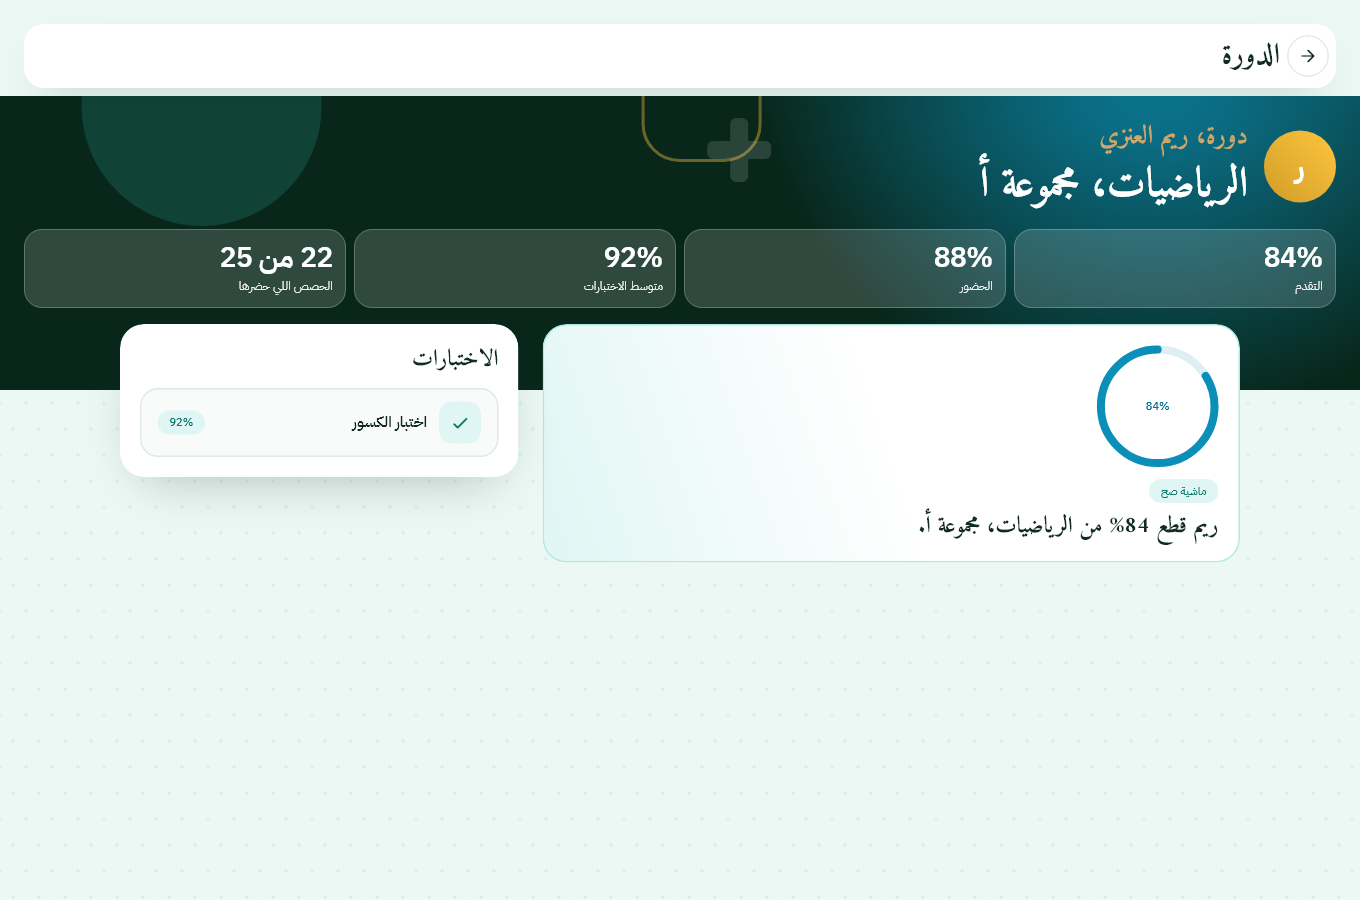 الدورة
ر
دورة، ريم العنزي
الرياضيات، مجموعة أ
84%
التقدم
88%
الحضور
92%
متوسط الاختبارات
22 من 25
الحصص اللي حضرها
84%
ماشية صح
ريم قطع 84% من الرياضيات، مجموعة أ.
الاختبارات
اختبار الكسور
92%